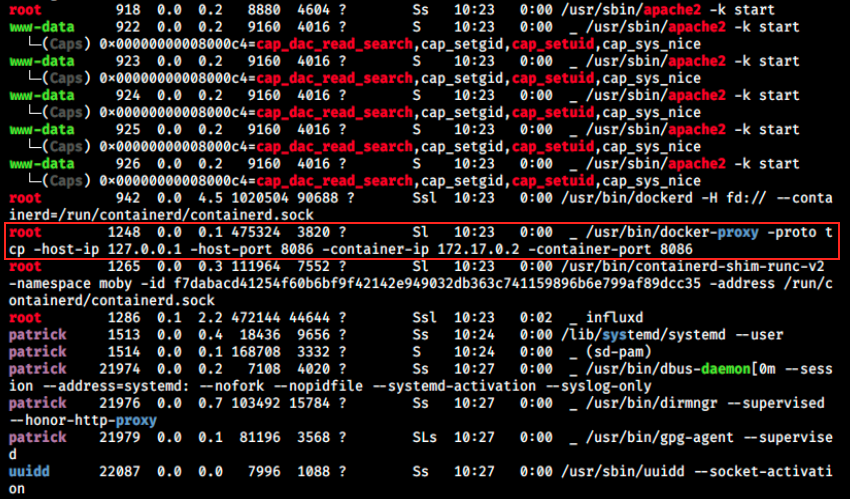 root 918 0.0 0.2 8880 4604 ? Ss 10:23 0:00 /usr/sbin/apache2 -k start
www-data 922 0.0 0.2 9160 4016 ? S 10:23 0:00 _ /usr/sbin/apache2 -k start
└─(Caps) 0×00000000008000c4=cap_dac_read_search,cap_setgid,cap_setuid,cap_sys_nice
www-data 923 0.0 0.2 9160 4016 ? S 10:23 0:00 _ /usr/sbin/apache2 -k start
└─(Caps) 0×00000000008000c4=cap_dac_read_search,cap_setgid,cap_setuid,cap_sys_nice
www-data 924 0.0 0.2 9160 4016 ? S 10:23 0:00 _ /usr/sbin/apache2 -k start
└─(Caps) 0×00000000008000c4=cap_dac_read_search,cap_setgid,cap_setuid,cap_sys_nice
www-data 925 0.0 0.2 9160 4016 ? S 10:23 0:00 _ /usr/sbin/apache2 -k start
└─(Caps) 0×00000000008000c4=cap_dac_read_search,cap_setgid,cap_setuid,cap_sys_nice
www-data 926 0.0 0.2 9160 4016 ? S 10:23 0:00 _ /usr/sbin/apache2 -k start
└─(Caps) 0×00000000008000c4=cap_dac_read_search,cap_setgid,cap_setuid,cap_sys_nice
root 942 0.0 4.5 1020504 90688 ? Ssl 10:23 0:00 /usr/bin/dockerd -H fd:// --conta
inerd=/run/containerd/containerd.sock
root 1248 0.0 0.1 475324 3820 ? Sl 10:23 0:00 _ /usr/bin/docker-proxy -proto t
cp -host-ip 127.0.0.1 -host-port 8086 -container-ip 172.17.0.2 -container-port 8086
root 1265 0.0 0.3 111964 7552 ? Sl 10:23 0:00 /usr/bin/containerd-shim-runc-v2
-namespace moby -id f7dabacd41254f60b6bf9f42142e949032db363c741159896b6e799af89dcc35 -address /run/c
ontainerd/containerd.sock
root 1286 0.1 2.2 472144 44644 ? Ssl 10:23 0:02 _ influxd
patrick 1513 0.0 0.4 18436 9656 ? Ss 10:24 0:00 /lib/systemd/systemd --user
patrick 1514 0.0 0.1 168708 3332 ? S 10:24 0:00 _ (sd-pam)
patrick 21974 0.0 0.2 7108 4020 ? Ss 10:27 0:00 _ /usr/bin/dbus-daemon[0m --sess
ion --address=systemd: --nofork --nopidfile --systemd-activation --syslog-only
patrick 21976 0.0 0.7 103492 15784 ? Ss 10:27 0:00 _ /usr/bin/dirmngr --supervised
--honor-http-proxy
patrick 21979 0.0 0.1 81196 3568 ? SLs 10:27 0:00 _ /usr/bin/gpg-agent --supervise
d
uuidd 22087 0.0 0.0 7996 1088 ? Ss 10:27 0:00 /usr/sbin/uuidd --socket-activati
on